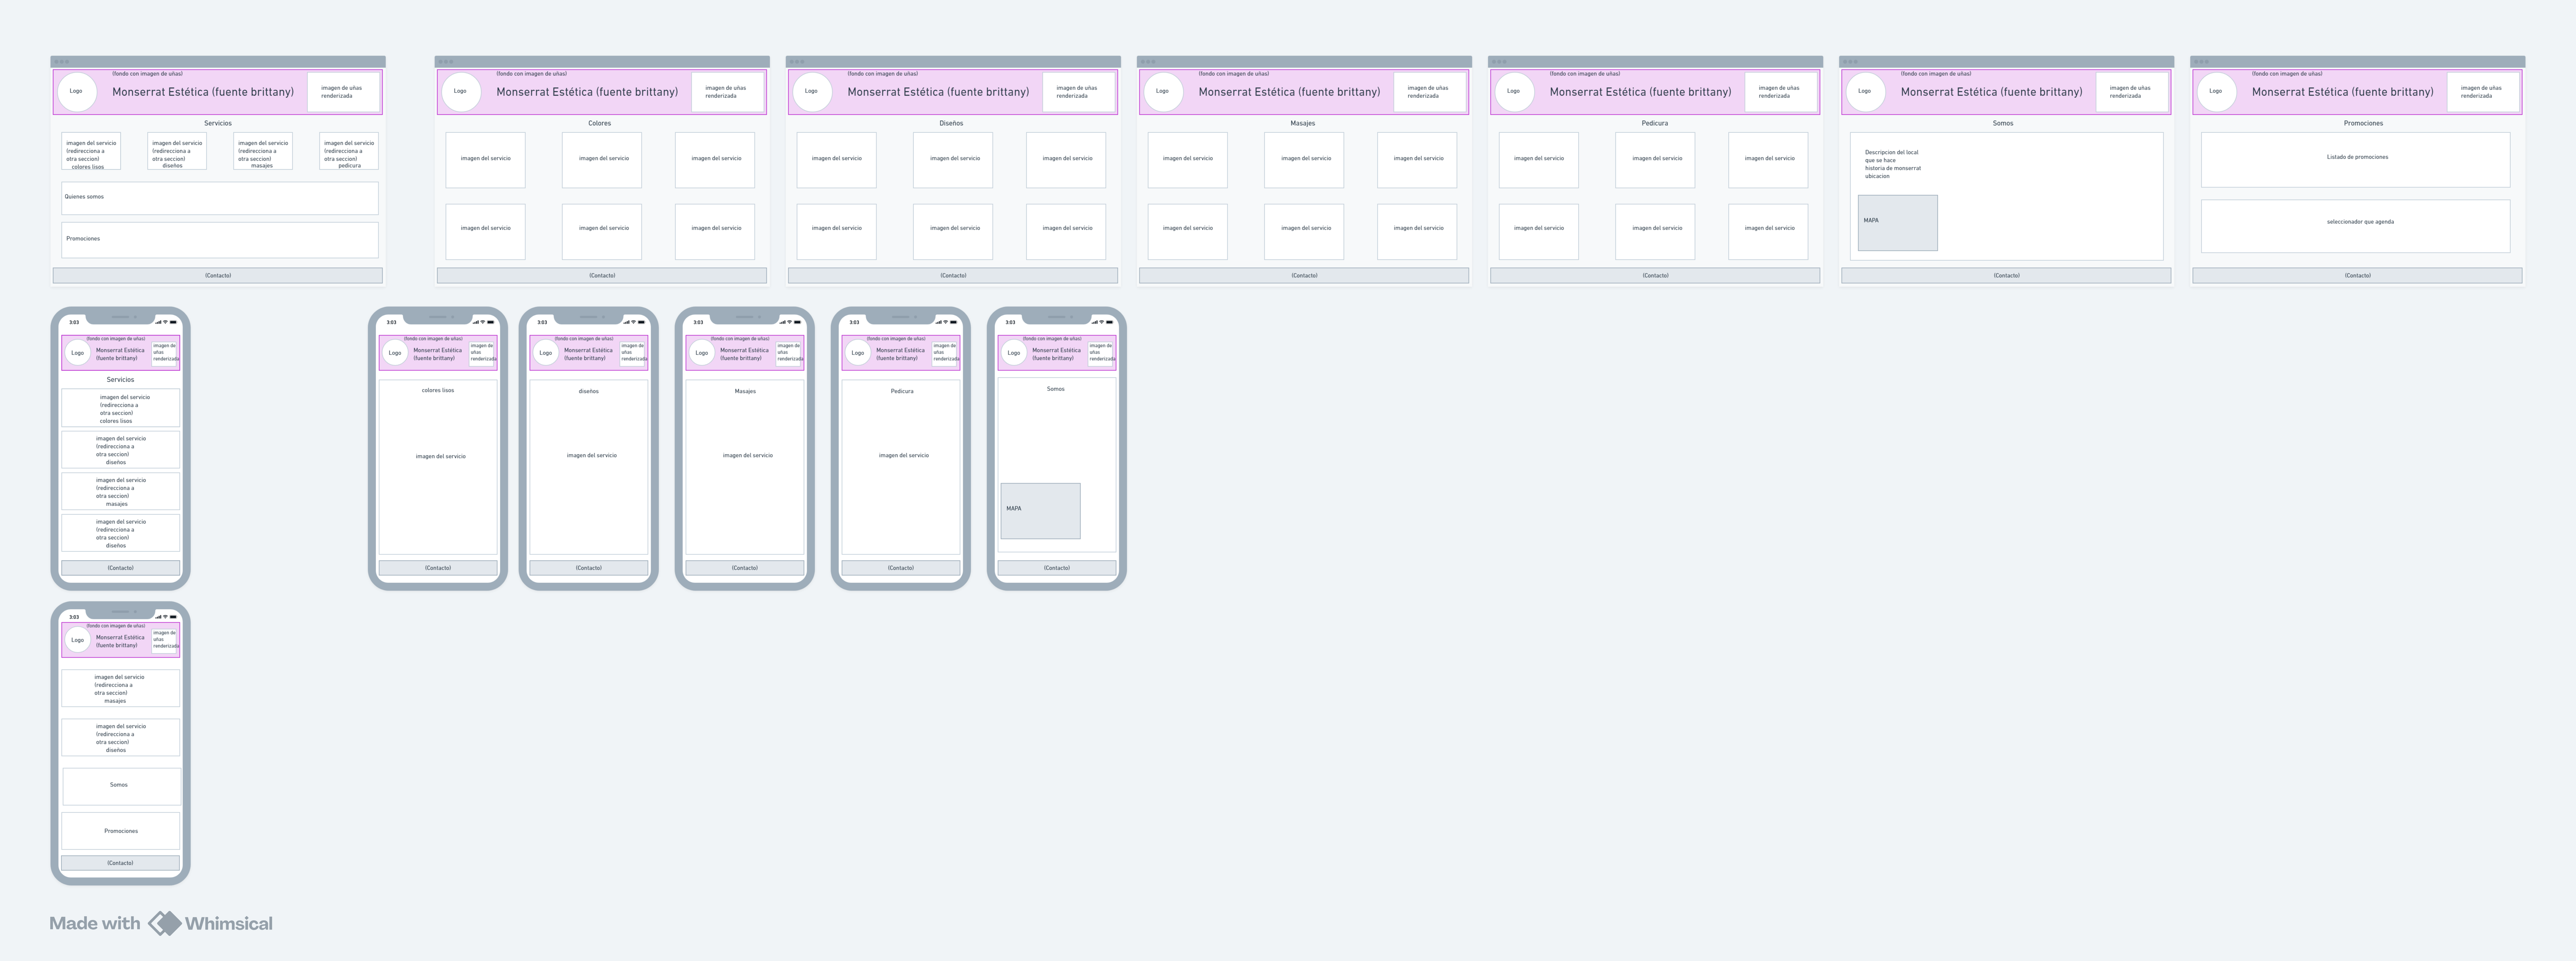 (fondo con imagen de uñas)
Logo
Monserrat Estética (fuente brittany)
imagen de uñas
renderizada
Servicios
imagen del servicio
(redirecciona a
otra seccion)
colores lisos
imagen del servicio
(redirecciona a
otra seccion)
diseños
imagen del servicio
(redirecciona a
otra seccion)
masajes
imagen del servicio
(redirecciona a
otra seccion)
pedicura
Quienes somos
Promociones
(Contacto)
(fondo con imagen de uñas)
Logo
Monserrat Estética (fuente brittany)
imagen de uñas
renderizada
Colores
imagen del servicio
imagen del servicio
imagen del servicio
imagen del servicio
imagen del servicio
imagen del servicio
(Contacto)
(fondo con imagen de uñas)
Logo
Monserrat Estética (fuente brittany)
imagen de uñas
renderizada
Diseños
imagen del servicio
imagen del servicio
imagen del servicio
imagen del servicio
imagen del servicio
imagen del servicio
(Contacto)
(fondo con imagen de uñas)
Logo
Monserrat Estética (fuente brittany)
imagen de uñas
renderizada
Masajes
imagen del servicio
imagen del servicio
imagen del servicio
imagen del servicio
imagen del servicio
imagen del servicio
(Contacto)
(fondo con imagen de uñas)
Logo
Monserrat Estética (fuente brittany)
imagen de uñas
renderizada
Pedicura
imagen del servicio
imagen del servicio
imagen del servicio
imagen del servicio
imagen del servicio
imagen del servicio
(Contacto)
(fondo con imagen de uñas)
Logo
Monserrat Estética (fuente brittany)
imagen de uñas
renderizada
Somos
Descripcion del local
que se hace
historia de monserrat
ubicacion
MAPA
(Contacto)
(fondo con imagen de uñas)
Logo
Monserrat Estética (fuente brittany)
imagen de uñas
renderizada
Promociones
Listado de promociones
seleccionador que agenda
(Contacto)
3:03
(fondo con imagen de uñas)
Logo
Monserrat Estética
(fuente brittany)
imagen de
uñas
renderizada
Servicios
imagen del servicio
(redirecciona a
otra seccion)
colores lisos
imagen del servicio
(redirecciona a
otra seccion)
diseños
imagen del servicio
(redirecciona a
otra seccion)
masajes
imagen del servicio
(redirecciona a
otra seccion)
diseños
(Contacto)
3:03
(fondo con imagen de uñas)
Logo
Monserrat Estética
(fuente brittany)
imagen de
uñas
renderizada
colores lisos
imagen del servicio
(Contacto)
3:03
(fondo con imagen de uñas)
Logo
Monserrat Estética
(fuente brittany)
imagen de
uñas
renderizada
diseños
imagen del servicio
(Contacto)
3:03
(fondo con imagen de uñas)
Logo
Monserrat Estética
(fuente brittany)
imagen de
uñas
renderizada
Masajes
imagen del servicio
(Contacto)
3:03
(fondo con imagen de uñas)
Logo
Monserrat Estética
(fuente brittany)
imagen de
uñas
renderizada
Pedicura
imagen del servicio
(Contacto)
3:03
(fondo con imagen de uñas)
Logo
Monserrat Estética
(fuente brittany)
imagen de
uñas
renderizada
Somos
MAPA
(Contacto)
3:03
(fondo con imagen de uñas)
Logo
Monserrat Estética
(fuente brittany)
imagen de
uñas
renderizada
imagen del servicio
(redirecciona a
otra seccion)
masajes
imagen del servicio
(redirecciona a
otra seccion)
diseños
Somos
Promociones
(Contacto)
Made with Whimsical